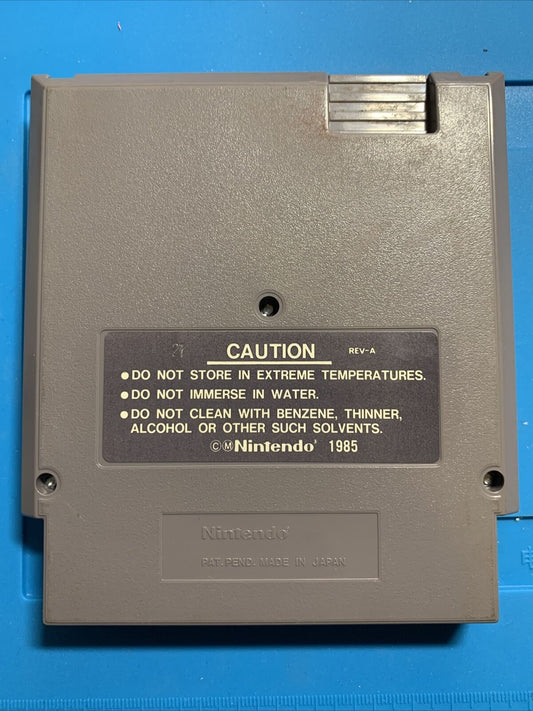 CAUTION REV-A
●DO NOT STORE IN EXTREME TEMPERATURES.
●DO NOT IMMERSE IN WATER.
●DO NOT CLEAN WITH BENZENE, THINNER,
ALCOHOL OR OTHER SUCH SOLVENTS.
ⒸⓂNintendo® 1985
Nintendo®
PAT. PEND. MADE IN JAPAN